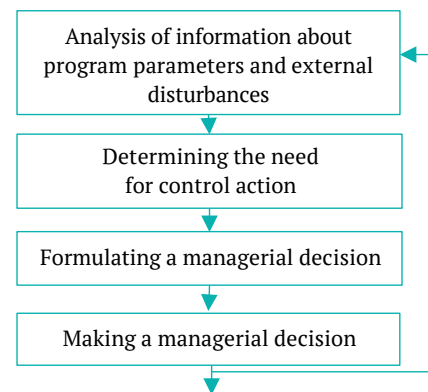 Analysis of information about
program parameters and external
disturbances
Determining the need
for control action
Formulating a managerial decision
Making a managerial decision